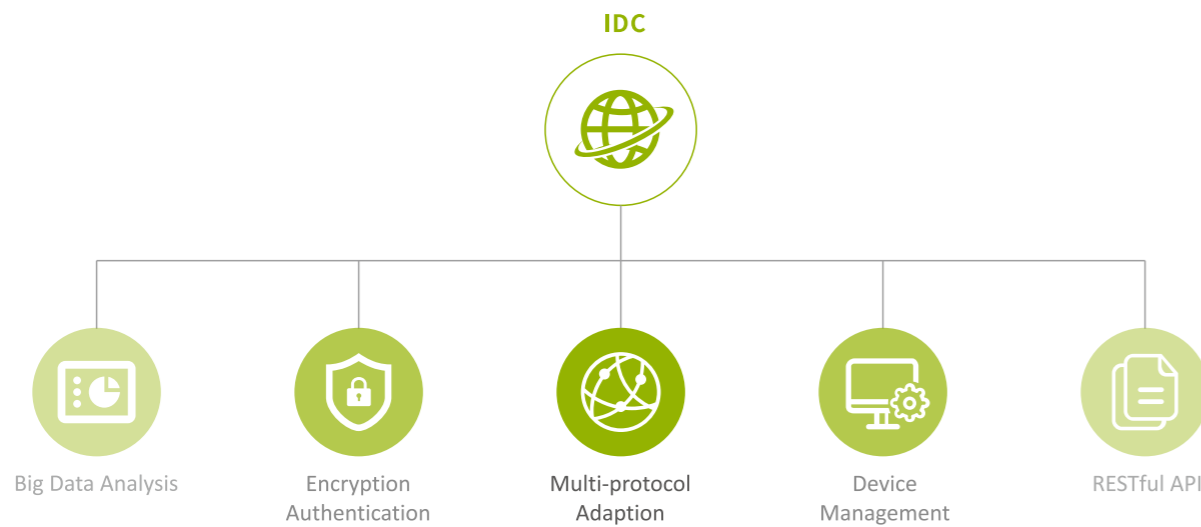 IDC
Big Data Analysis
Encryption
Authentication
Multi-protocol
Adaption
Device
Management
RESTful API